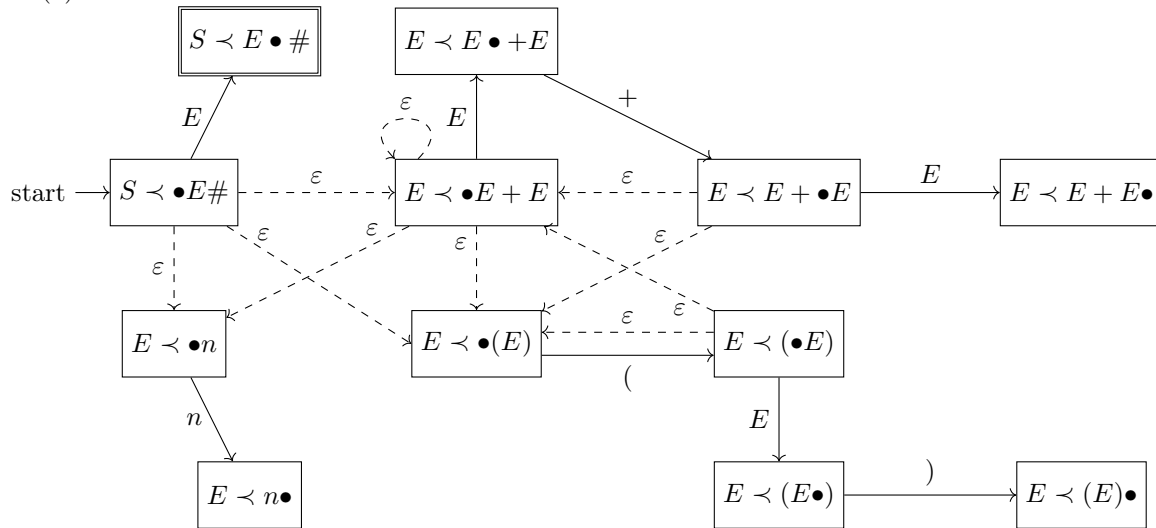 S ≺ E • #
E ≺ E • +E
E
ε
E
+
start
S ≺ •E#
ε
E ≺ •E + E
ε
E ≺ E + •E
E
E ≺ E + E•
ε
ε
ε
ε
ε
E ≺ •n
E ≺ •(E)
ε
E ≺ (•E)
(
n
E
E ≺ n•
E ≺ (E•)
)
E ≺ (E)•